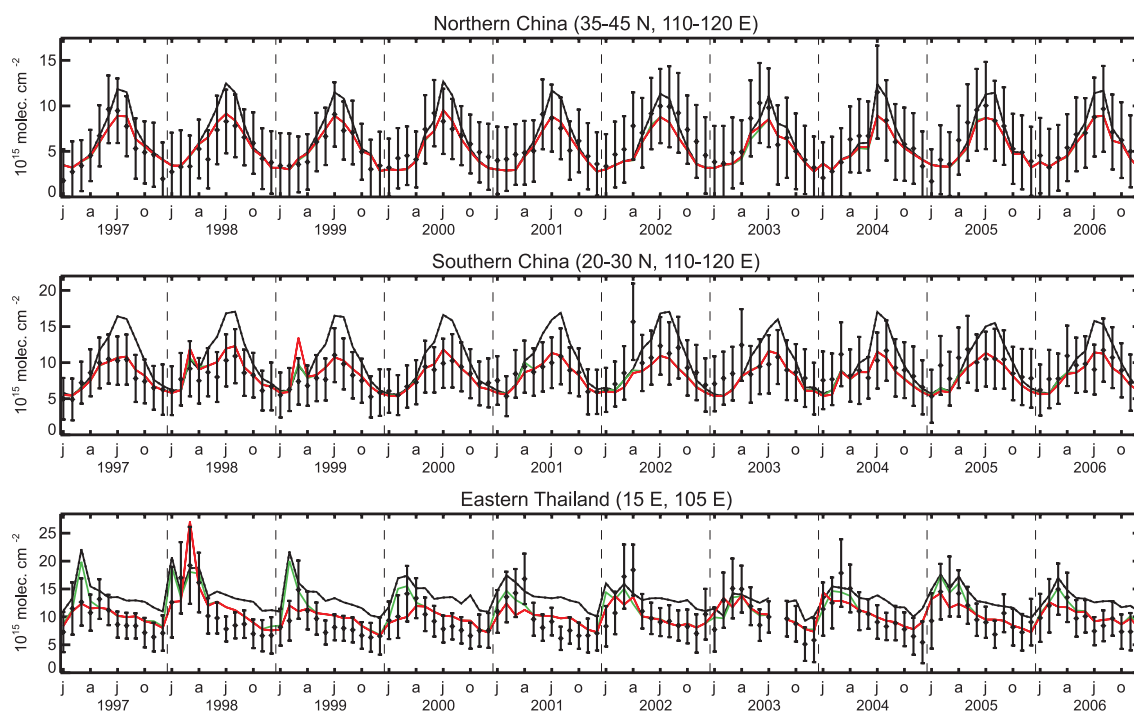 Northern China (35-45 N, 110-120 E)
15
10
5
0
10¹⁵ molec. cm⁻²
j a j o j a j o j a j o j a j o j a j o j a j o j a j o j a j o j a j o j a j o
1997 1998 1999 2000 2001 2002 2003 2004 2005 2006
Southern China (20-30 N, 110-120 E)
20
15
10
5
0
10¹⁵ molec. cm⁻²
j a j o j a j o j a j o j a j o j a j o j a j o j a j o j a j o j a j o j a j o
1997 1998 1999 2000 2001 2002 2003 2004 2005 2006
Eastern Thailand (15 E, 105 E)
25
20
15
10
5
0
10¹⁵ molec. cm⁻²
j a j o j a j o j a j o j a j o j a j o j a j o j a j o j a j o j a j o j a j o
1997 1998 1999 2000 2001 2002 2003 2004 2005 2006